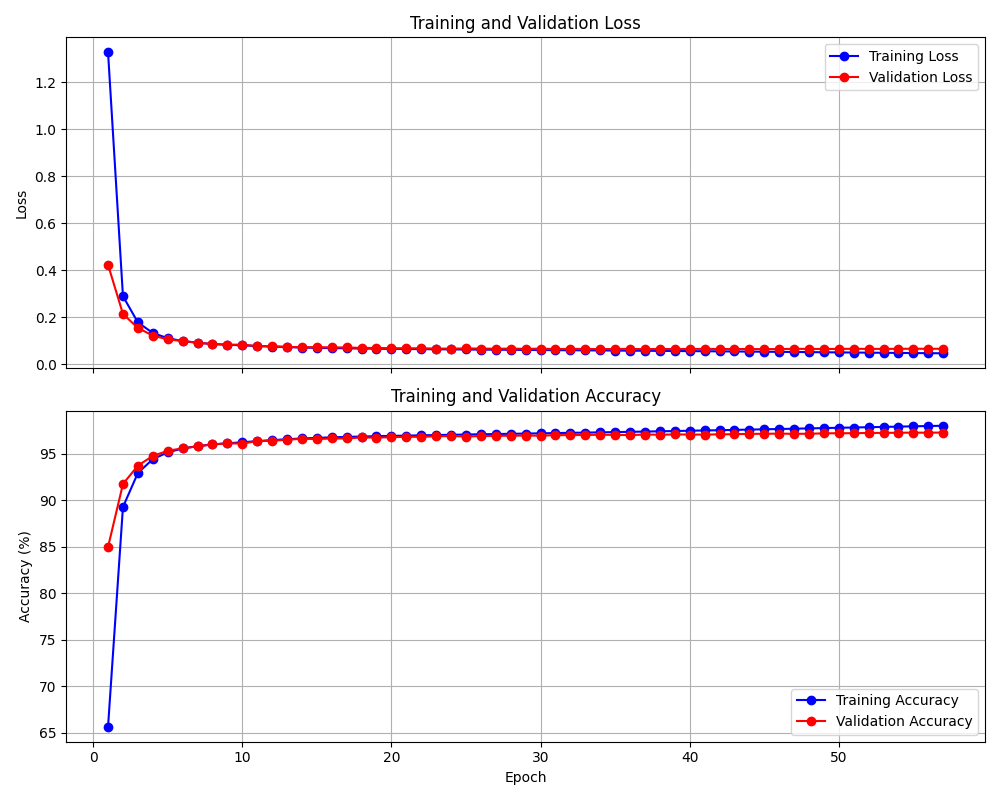 Training and Validation Loss
Training Loss
Validation Loss
1.2
1.0
0.8
0.6
0.4
0.2
0.0
Loss
Training and Validation Accuracy
95
90
85
80
75
70
65
Accuracy (%)
Training Accuracy
Validation Accuracy
0 10 20 30 40 50
Epoch